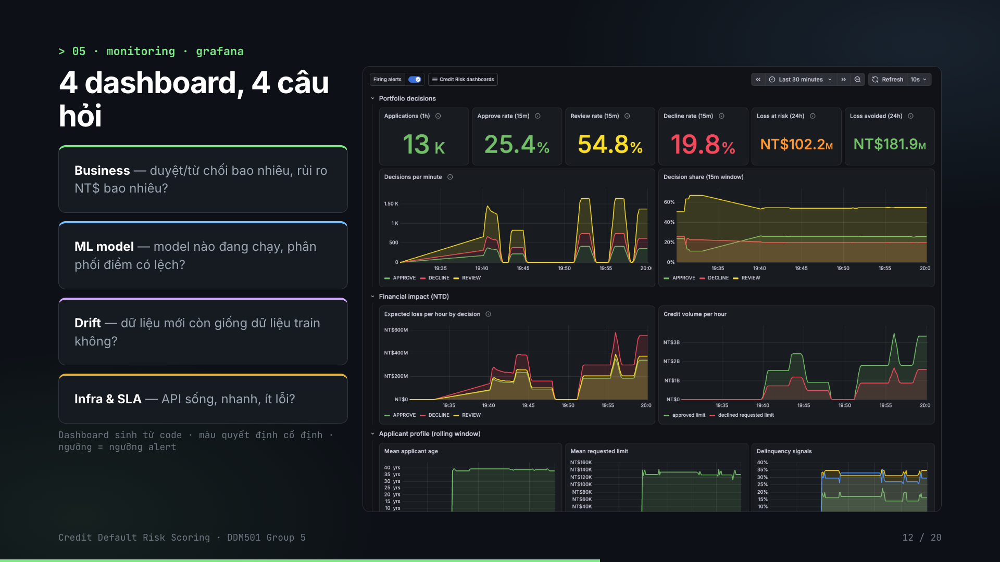 > 05 · monitoring · grafana
4 dashboard, 4 câu
hỏi
Business — duyệt/từ chối bao nhiêu, rủi ro
NT$ bao nhiêu?
ML model — model nào đang chạy, phân
phối điểm có lệch?
Drift — dữ liệu mới còn giống dữ liệu train
không?
Infra & SLA — API sống, nhanh, ít lỗi?
Dashboard sinh từ code · màu quyết định cố định ·
ngưỡng = ngưỡng alert
Firing alerts
Credit Risk dashboards
Last 30 minutes
Refresh
10s
Portfolio decisions
Applications (1h)
13 K
Approve rate (15m)
25.4%
Review rate (15m)
54.8%
Decline rate (15m)
19.8%
Loss at risk (24h)
NT$102.2M
Loss avoided (24h)
NT$181.9M
Decisions per minute
1.50 K
1 K
500
0
19:35 19:40 19:45 19:50 19:55 20:0
APPROVE DECLINE REVIEW
Decision share (15m window)
60%
40%
20%
0%
19:35 19:40 19:45 19:50 19:55 20:0
APPROVE DECLINE REVIEW
Financial impact (NTD)
Expected loss per hour by decision
NT$600M
NT$400M
NT$200M
NT$0
19:35 19:40 19:45 19:50 19:55 20:0
APPROVE DECLINE REVIEW
Credit volume per hour
NT$3B
NT$2B
NT$1B
NT$0
19:35 19:40 19:45 19:50 19:55 20:0
approved limit declined requested limit
Applicant profile (rolling window)
Mean applicant age
40 yrs
35 yrs
30 yrs
25 yrs
20 yrs
15 yrs
10 yrs
Mean requested limit
NT$160K
NT$140K
NT$120K
NT$100K
NT$80K
NT$60K
NT$40K
Delinquency signals
40%
35%
30%
25%
20%
15%
10%
Credit Default Risk Scoring · DDM501 Group 5
12 / 20